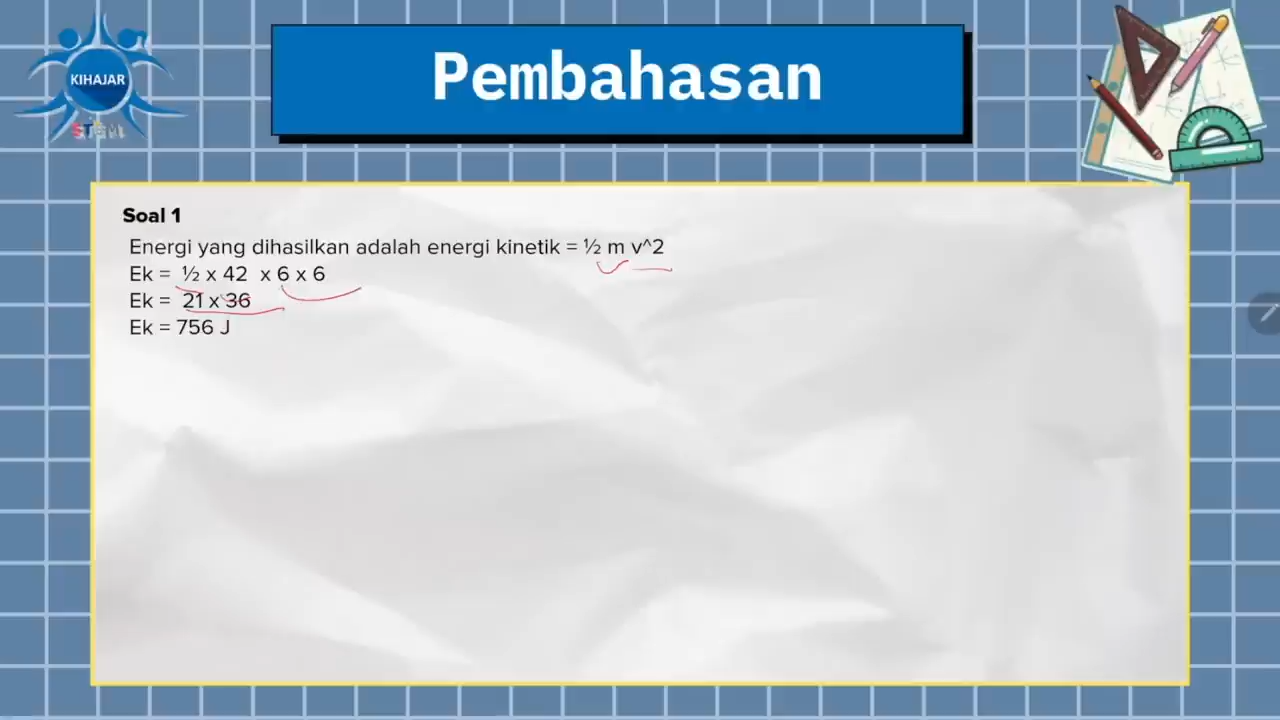 KIHAJAR
STEM
Pembahasan
Soal 1
Energi yang dihasilkan adalah energi kinetik = ½ m v^2
Ek = ½ x 42 x 6 x 6
Ek = 21 x 36
Ek = 756 J